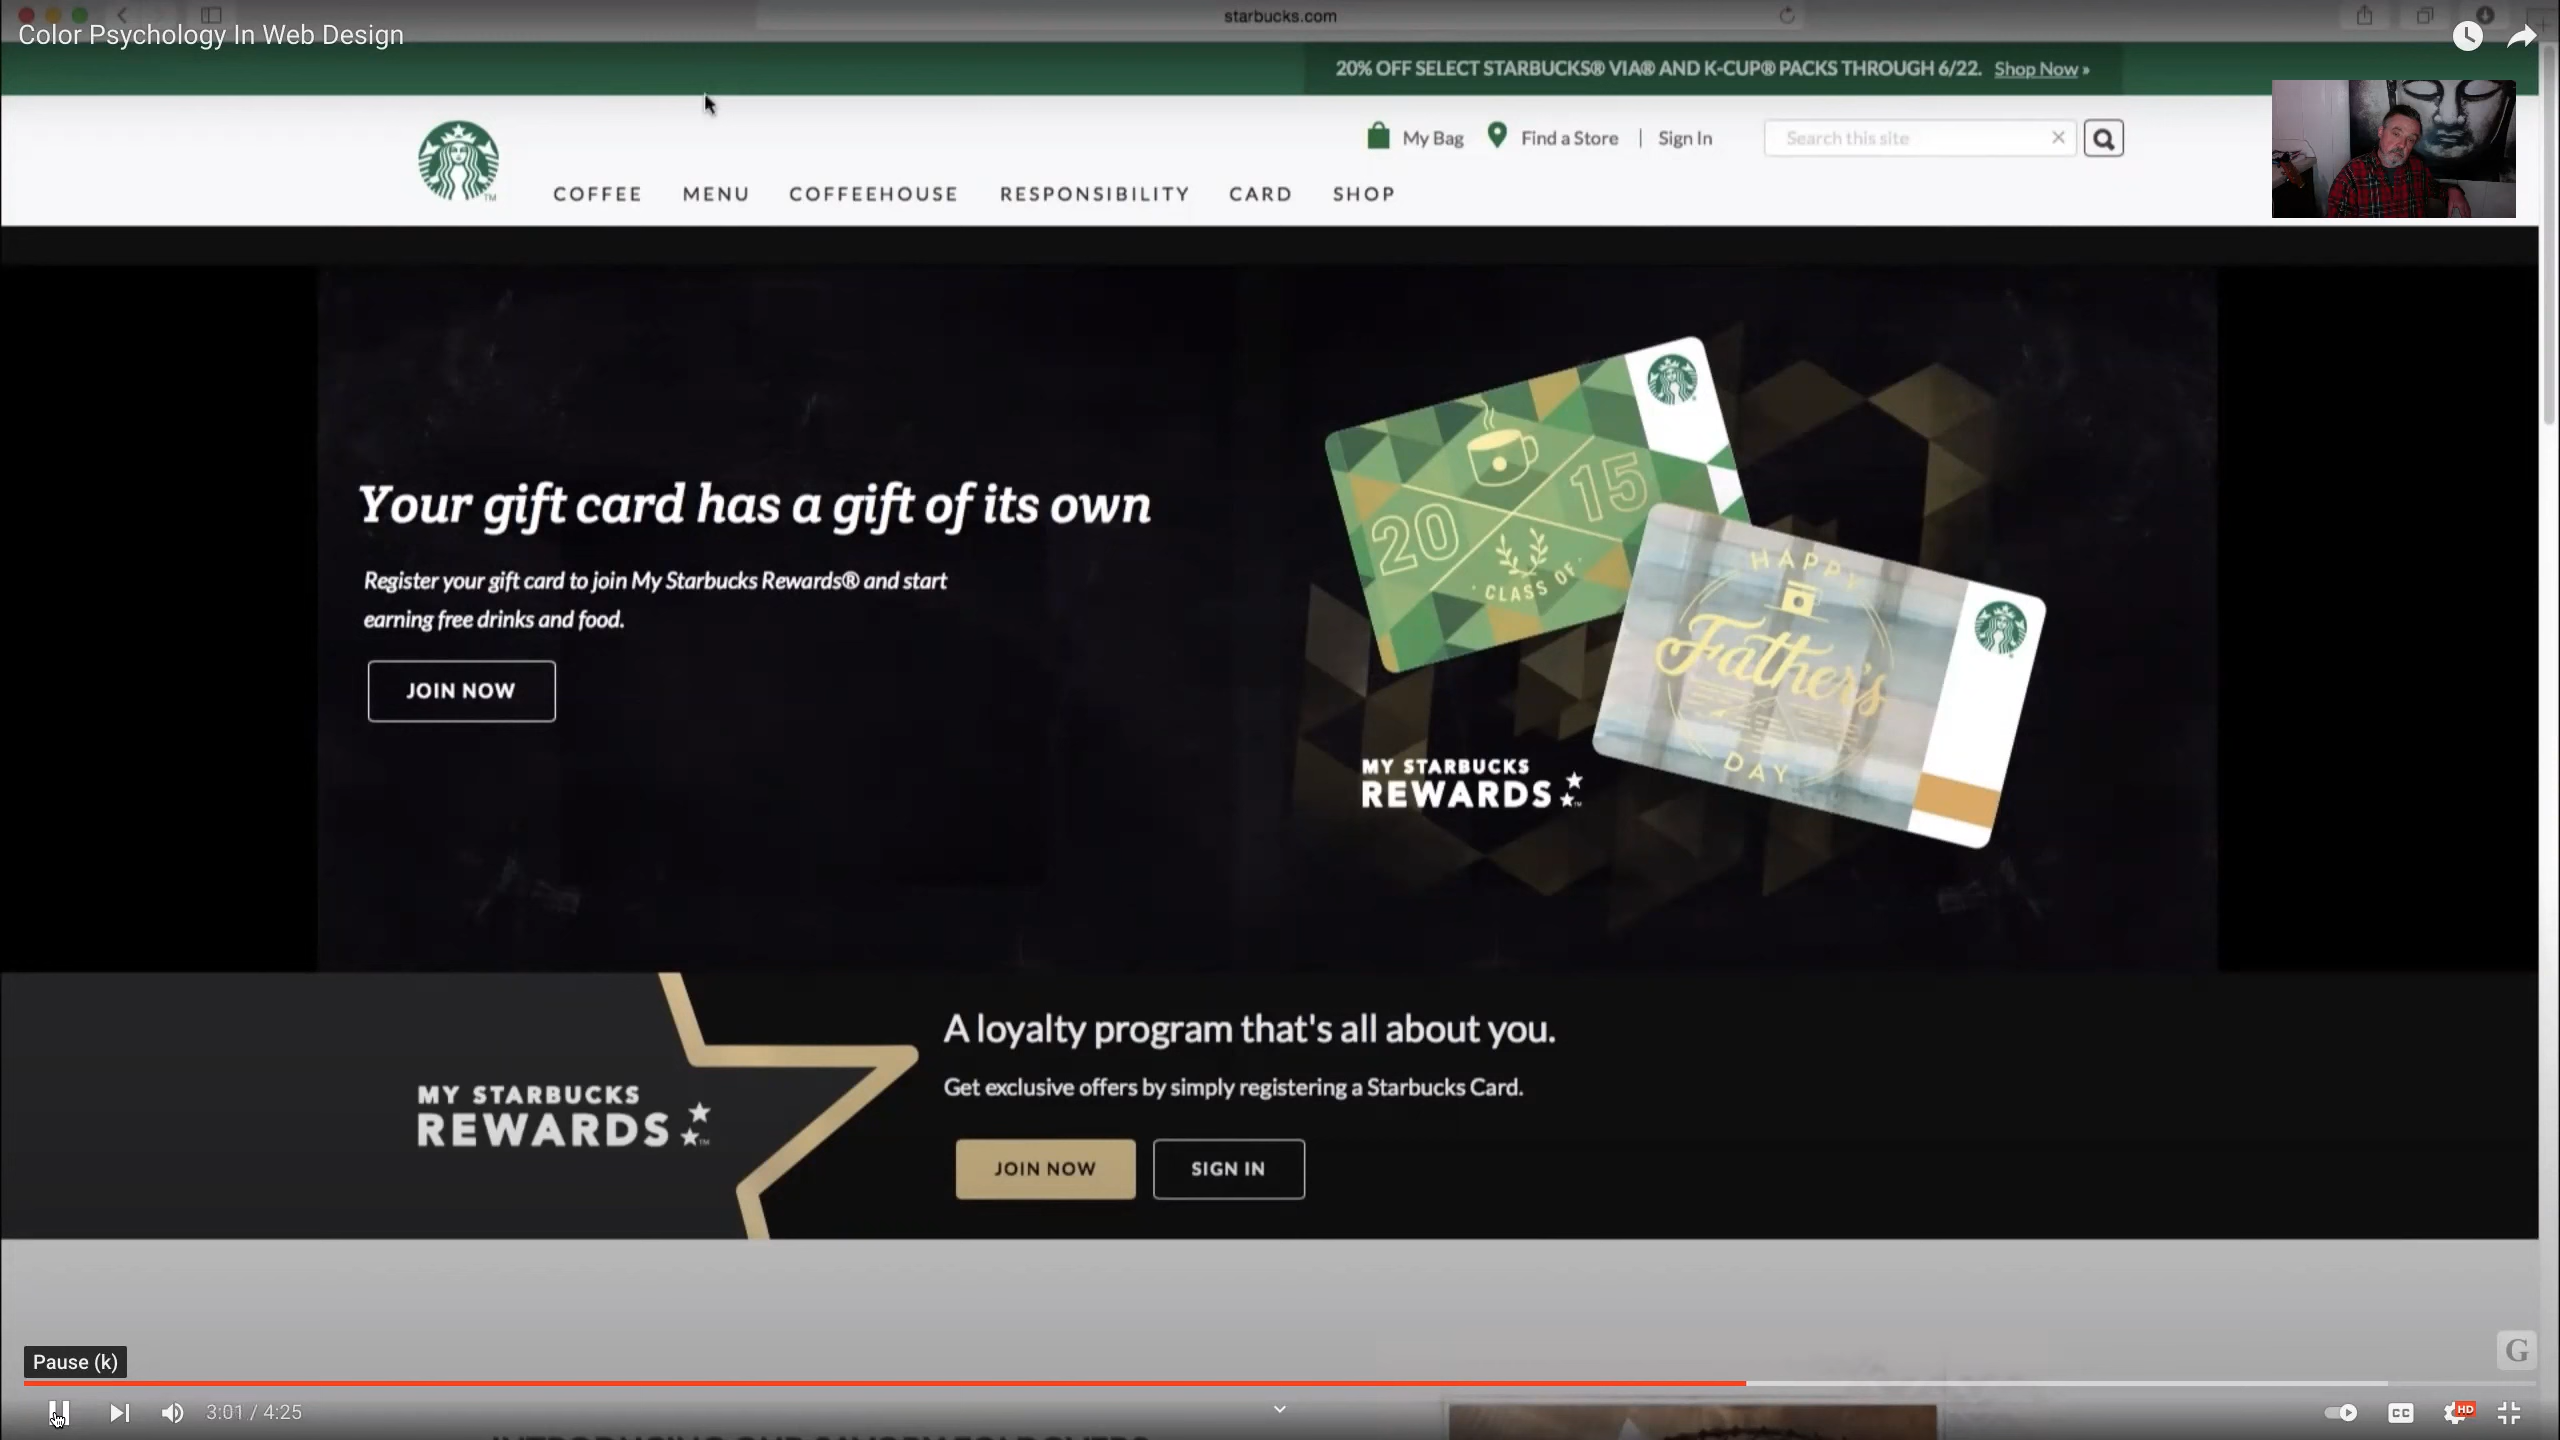 starbucks.com
Color Psychology In Web Design
20% OFF SELECT STARBUCKS® VIA® AND K-CUP® PACKS THROUGH 6/22. Shop Now »
My Bag Find a Store | Sign In Search this site
COFFEE MENU COFFEEHOUSE RESPONSIBILITY CARD SHOP
Your gift card has a gift of its own
Register your gift card to join My Starbucks Rewards® and start
earning free drinks and food.
JOIN NOW
20 15
CLASS OF
HAPPY
Father's
DAY
MY STARBUCKS
REWARDS
A loyalty program that's all about you.
Get exclusive offers by simply registering a Starbucks Card.
MY STARBUCKS
REWARDS
JOIN NOW SIGN IN
G
Pause (k)
3:01 / 4:25
CC HD